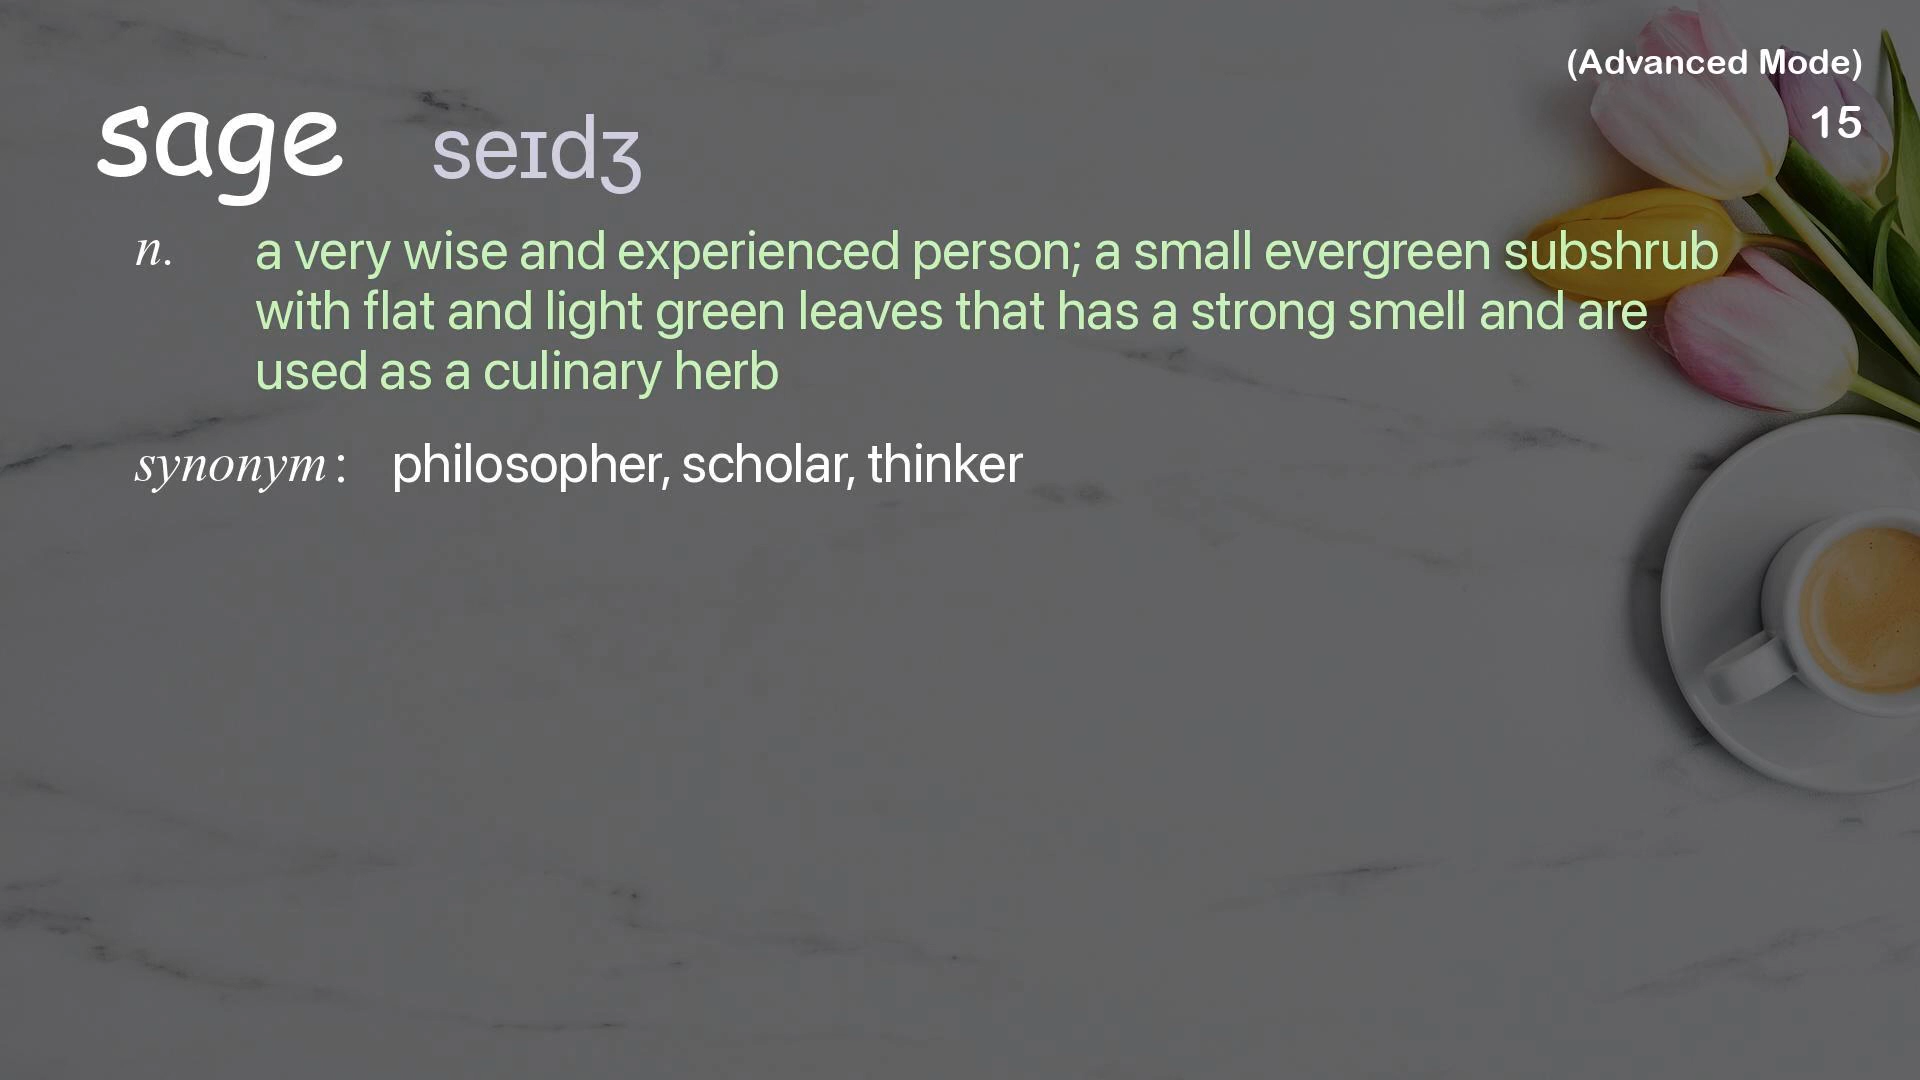 (Advanced Mode)
15
sage seɪdʒ
n. a very wise and experienced person; a small evergreen subshrub
with flat and light green leaves that has a strong smell and are
used as a culinary herb
synonym: philosopher, scholar, thinker